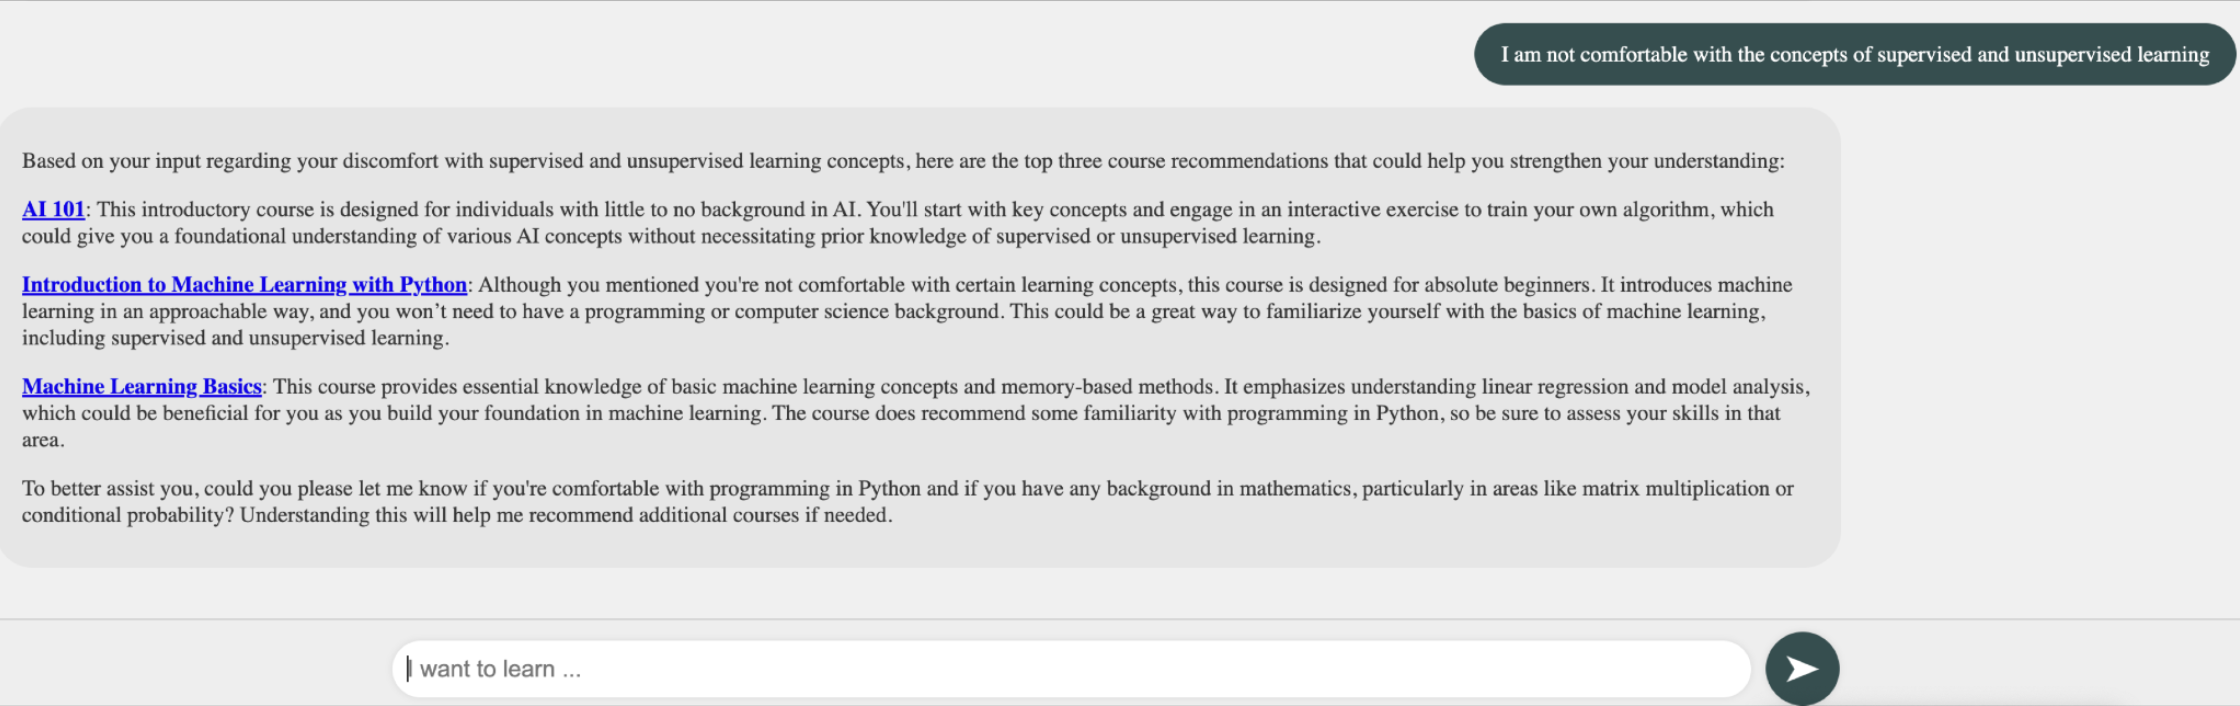 I am not comfortable with the concepts of supervised and unsupervised learning
Based on your input regarding your discomfort with supervised and unsupervised learning concepts, here are the top three course recommendations that could help you strengthen your understanding:
AI 101: This introductory course is designed for individuals with little to no background in AI. You'll start with key concepts and engage in an interactive exercise to train your own algorithm, which
could give you a foundational understanding of various AI concepts without necessitating prior knowledge of supervised or unsupervised learning.
Introduction to Machine Learning with Python: Although you mentioned you're not comfortable with certain learning concepts, this course is designed for absolute beginners. It introduces machine
learning in an approachable way, and you won’t need to have a programming or computer science background. This could be a great way to familiarize yourself with the basics of machine learning,
including supervised and unsupervised learning.
Machine Learning Basics: This course provides essential knowledge of basic machine learning concepts and memory-based methods. It emphasizes understanding linear regression and model analysis,
which could be beneficial for you as you build your foundation in machine learning. The course does recommend some familiarity with programming in Python, so be sure to assess your skills in that
area.
To better assist you, could you please let me know if you're comfortable with programming in Python and if you have any background in mathematics, particularly in areas like matrix multiplication or
conditional probability? Understanding this will help me recommend additional courses if needed.
I want to learn ...